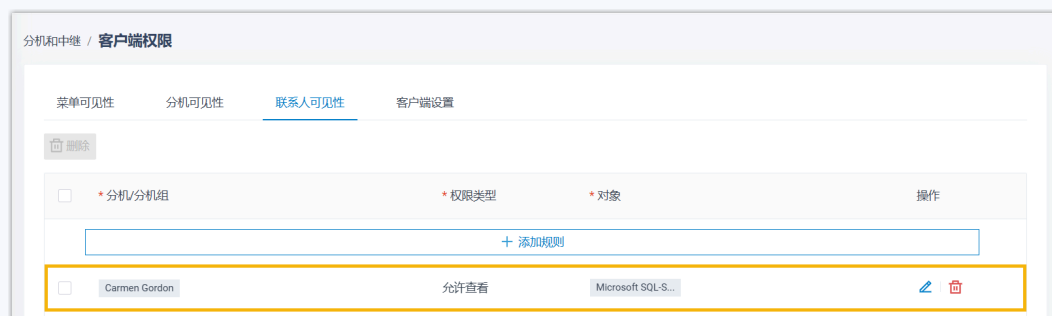 分机和中继 / 客户端权限
菜单可见性 分机可见性 联系人可见性 客户端设置
删除
* 分机/分机组 * 权限类型 * 对象 操作
+ 添加规则
Carmen Gordon 允许查看 Microsoft SQL-S...